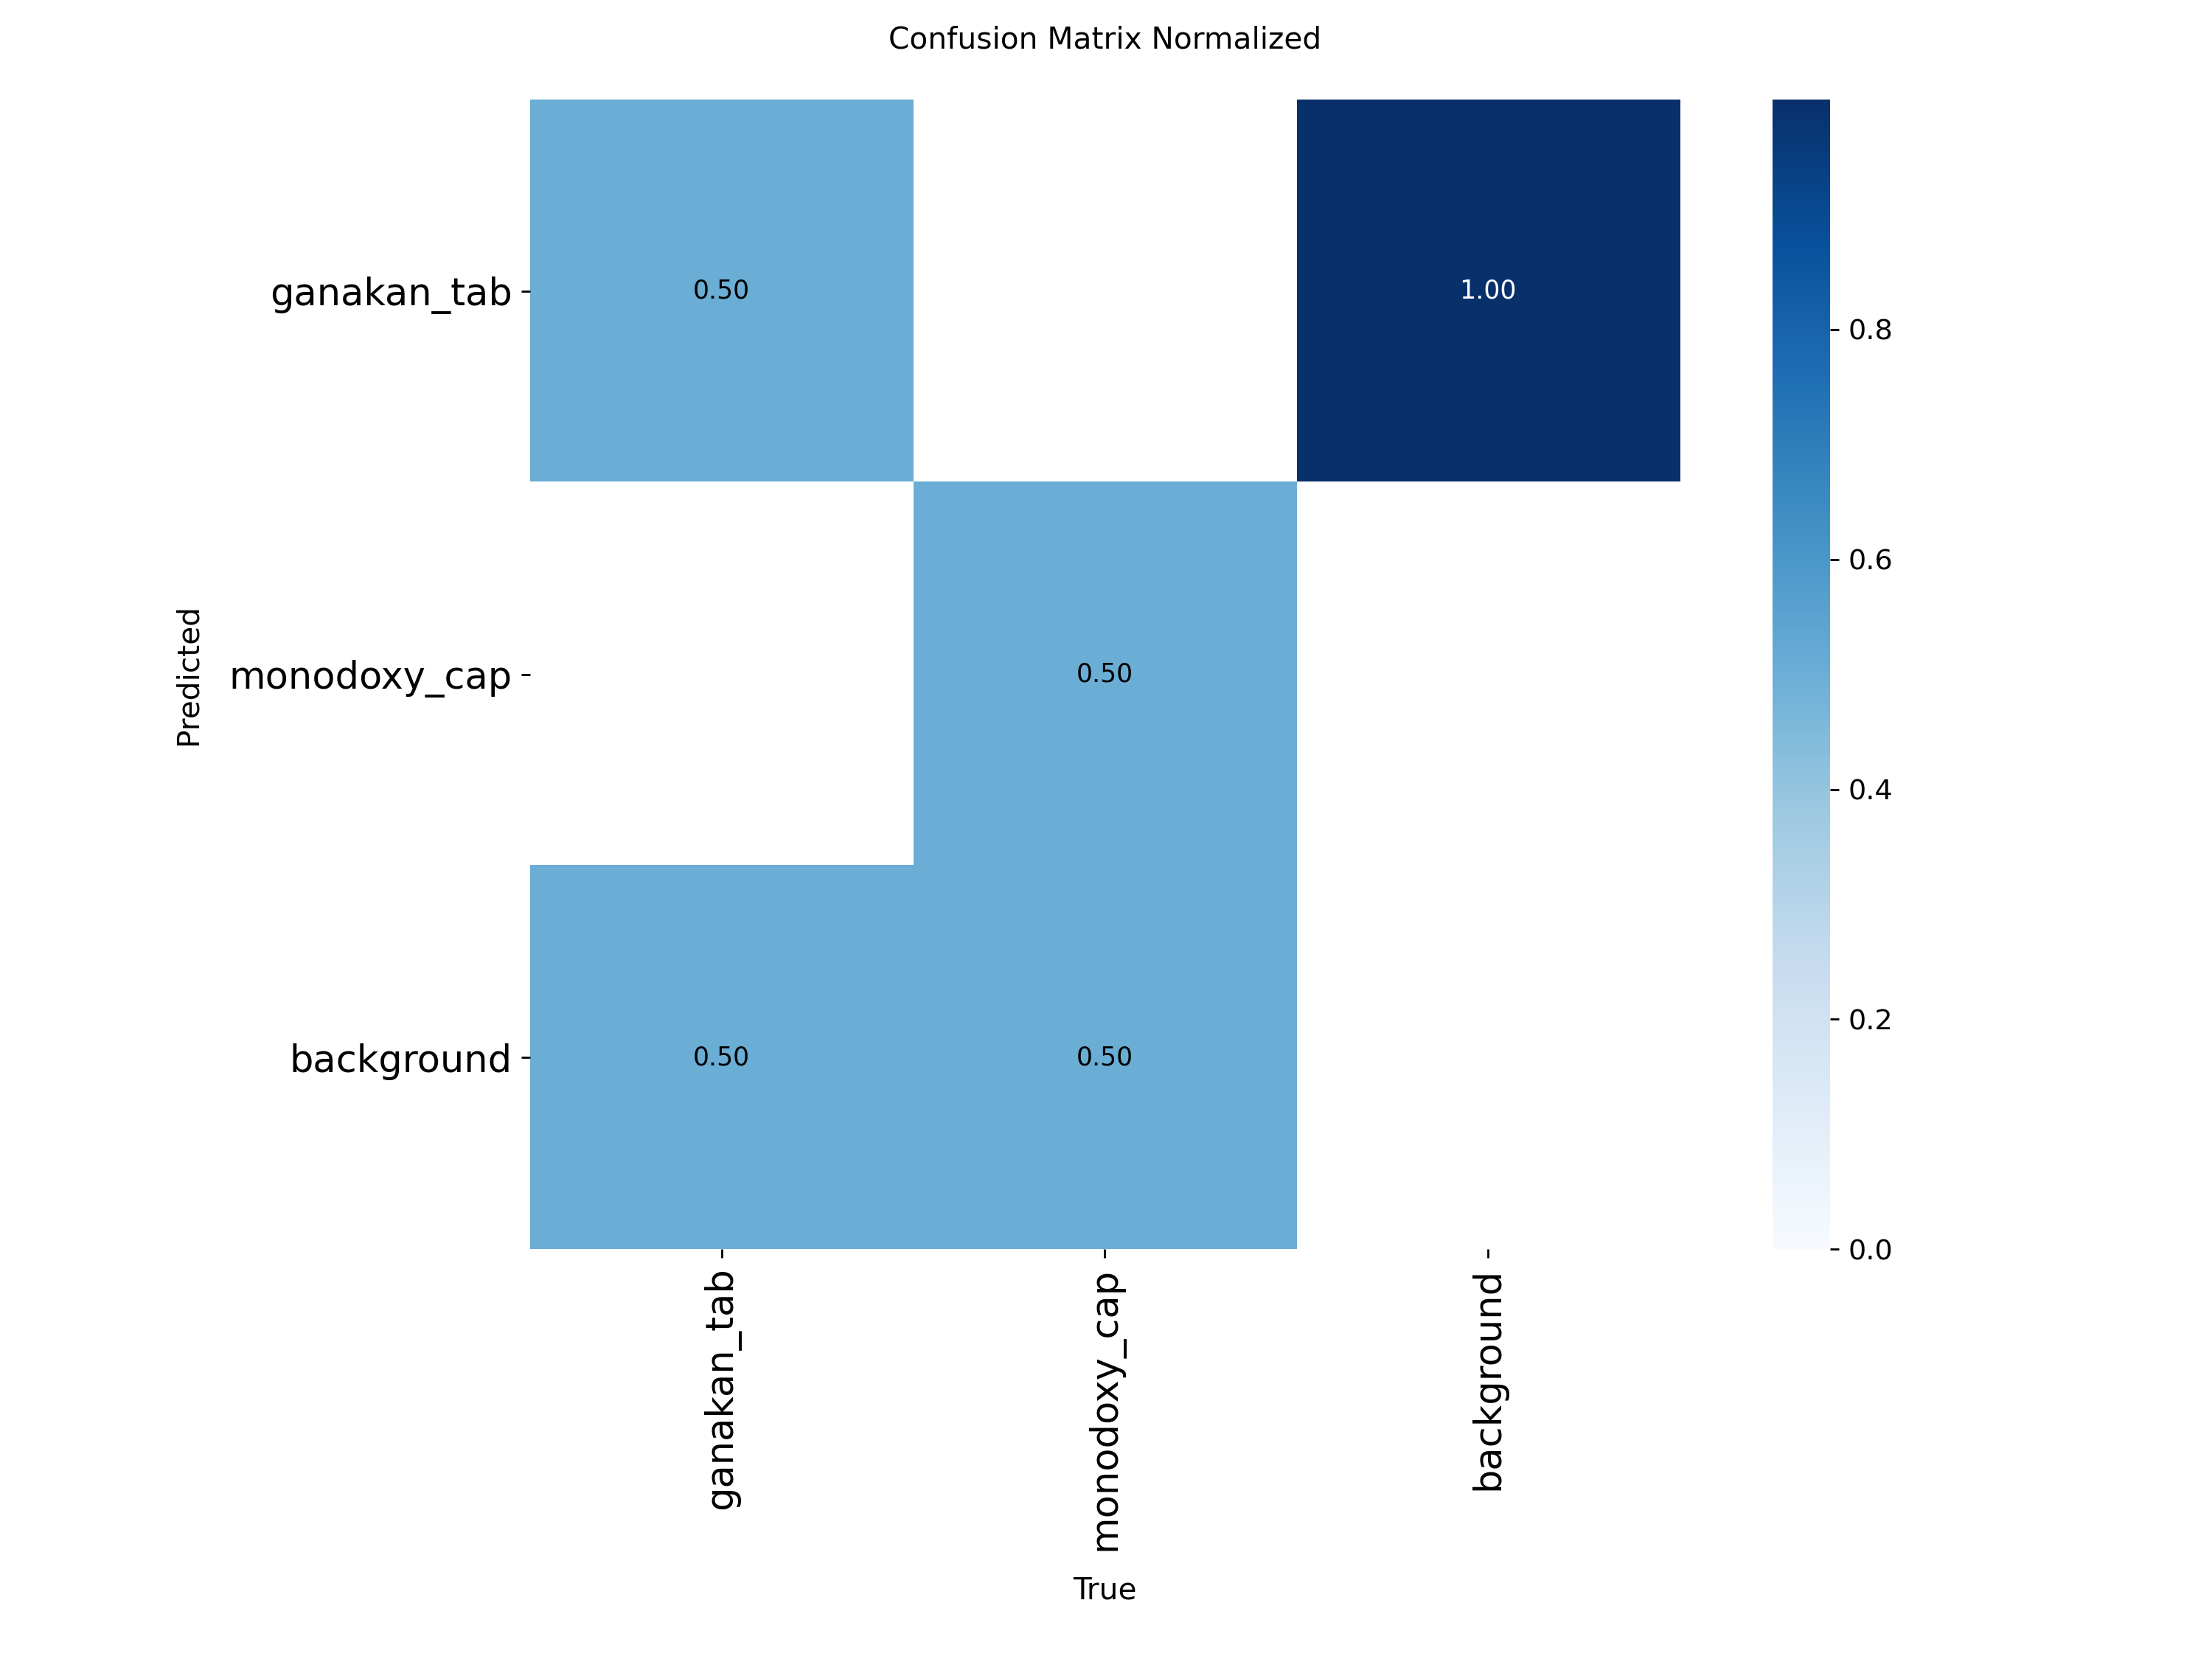 Confusion Matrix Normalized
ganakan_tab
0.50
1.00
0.8
0.6
monodoxy_cap
0.50
Predicted
0.4
background
0.50
0.50
0.2
0.0
ganakan_tab
monodoxy_cap
background
True